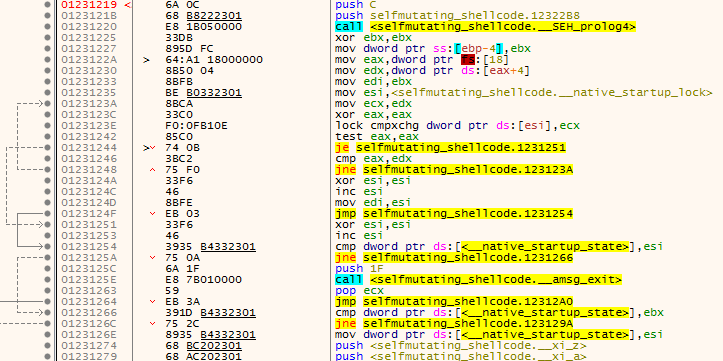 01231219 < 6A 0C push C
0123121B 68 B8223301 push selfmutating_shellcode.12322B8
01231220 E8 1B050000 call <selfmutating_shellcode.__SEH_prolog4>
01231225 33DB xor ebx,ebx
01231227 895D FC mov dword ptr ss:[ebp-4],ebx
0123122A > 64:A1 18000000 mov eax,dword ptr fs:[18]
01231230 8B50 04 mov edx,dword ptr ds:[eax+4]
01231233 8BFB mov edi,ebx
01231235 BE B0332301 mov esi,<selfmutating_shellcode.__native_startup_lock>
0123123A 8BCA mov ecx,edx
0123123C 33C0 xor eax,eax
0123123E F0:0FB10E lock cmpxchg dword ptr ds:[esi],ecx
01231242 85C0 test eax,eax
01231244 > 74 0B je selfmutating_shellcode.1231251
01231246 3BC2 cmp eax,edx
01231248 75 F0 jne selfmutating_shellcode.123123A
0123124A 33F6 xor esi,esi
0123124C 46 inc esi
0123124D 8BFE mov edi,esi
0123124F EB 03 jmp selfmutating_shellcode.1231254
01231251 33F6 xor esi,esi
01231253 46 inc esi
01231254 3935 B4332301 cmp dword ptr ds:[<__native_startup_state>],esi
0123125A 75 0A jne selfmutating_shellcode.1231266
0123125C 6A 1F push 1F
0123125E E8 7B010000 call <selfmutating_shellcode.__amsg_exit>
01231263 59 pop ecx
01231264 EB 3A jmp selfmutating_shellcode.12312A0
01231266 391D B4332301 cmp dword ptr ds:[<__native_startup_state>],ebx
0123126C 75 2C jne selfmutating_shellcode.123129A
0123126E 8935 B4332301 mov dword ptr ds:[<__native_startup_state>],esi
01231274 68 BC202301 push <selfmutating_shellcode.__xi_z>
01231279 68 AC202301 push <selfmutating_shellcode.__xi_a>